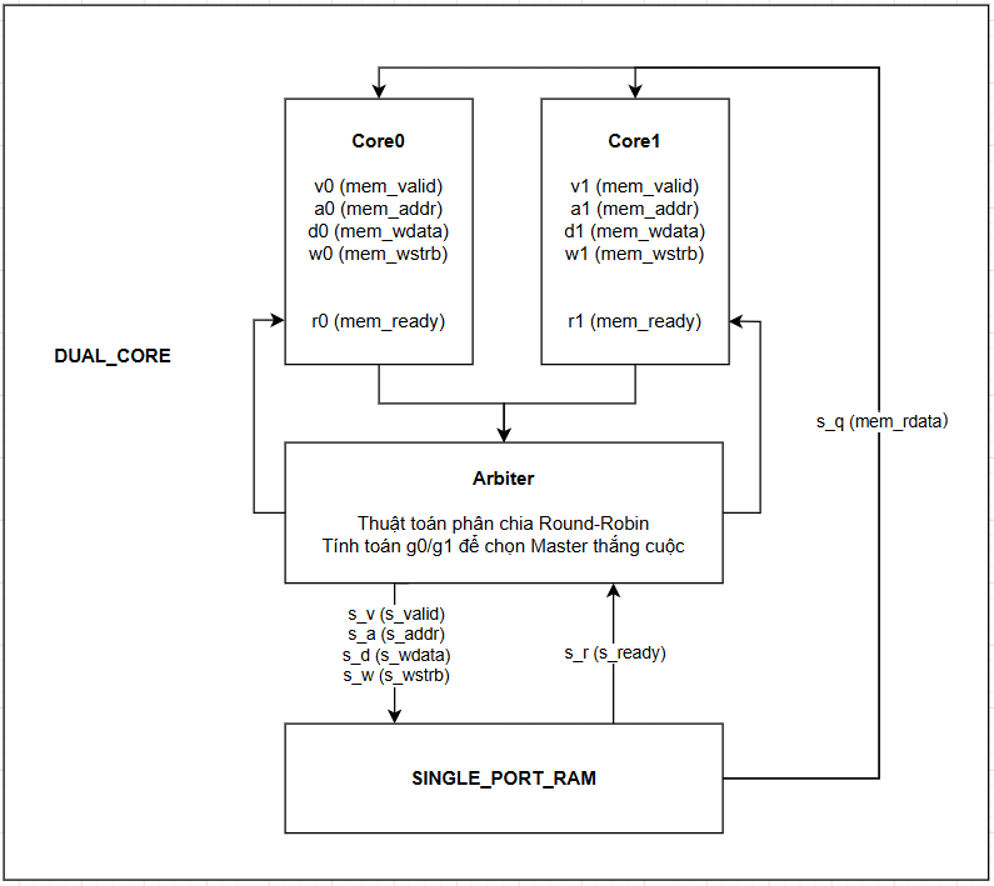 Core0
v0 (mem_valid)
a0 (mem_addr)
d0 (mem_wdata)
w0 (mem_wstrb)
r0 (mem_ready)
Core1
v1 (mem_valid)
a1 (mem_addr)
d1 (mem_wdata)
w1 (mem_wstrb)
r1 (mem_ready)
DUAL_CORE
s_q (mem_rdata)
Arbiter
Thuật toán phân chia Round-Robin
Tính toán g0/g1 để chọn Master thắng cuộc
s_v (s_valid)
s_a (s_addr)
s_d (s_wdata)
s_w (s_wstrb)
s_r (s_ready)
SINGLE_PORT_RAM